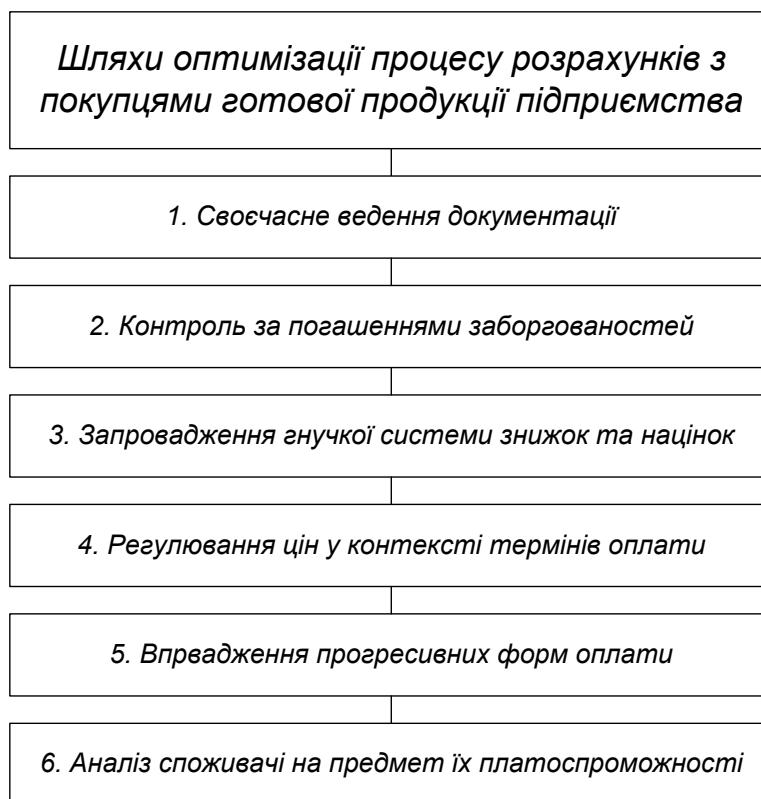 Шляхи оптимізації процесу розрахунків з
покупцями готової продукції підприємства
1. Своєчасне ведення документації
2. Контроль за погашеннями заборгованостей
3. Запровадження гнучкої системи знижок та націнок
4. Регулювання цін у контексті термінів оплати
5. Впрвадження прогресивних форм оплати
6. Аналіз споживачі на предмет їх платоспроможності